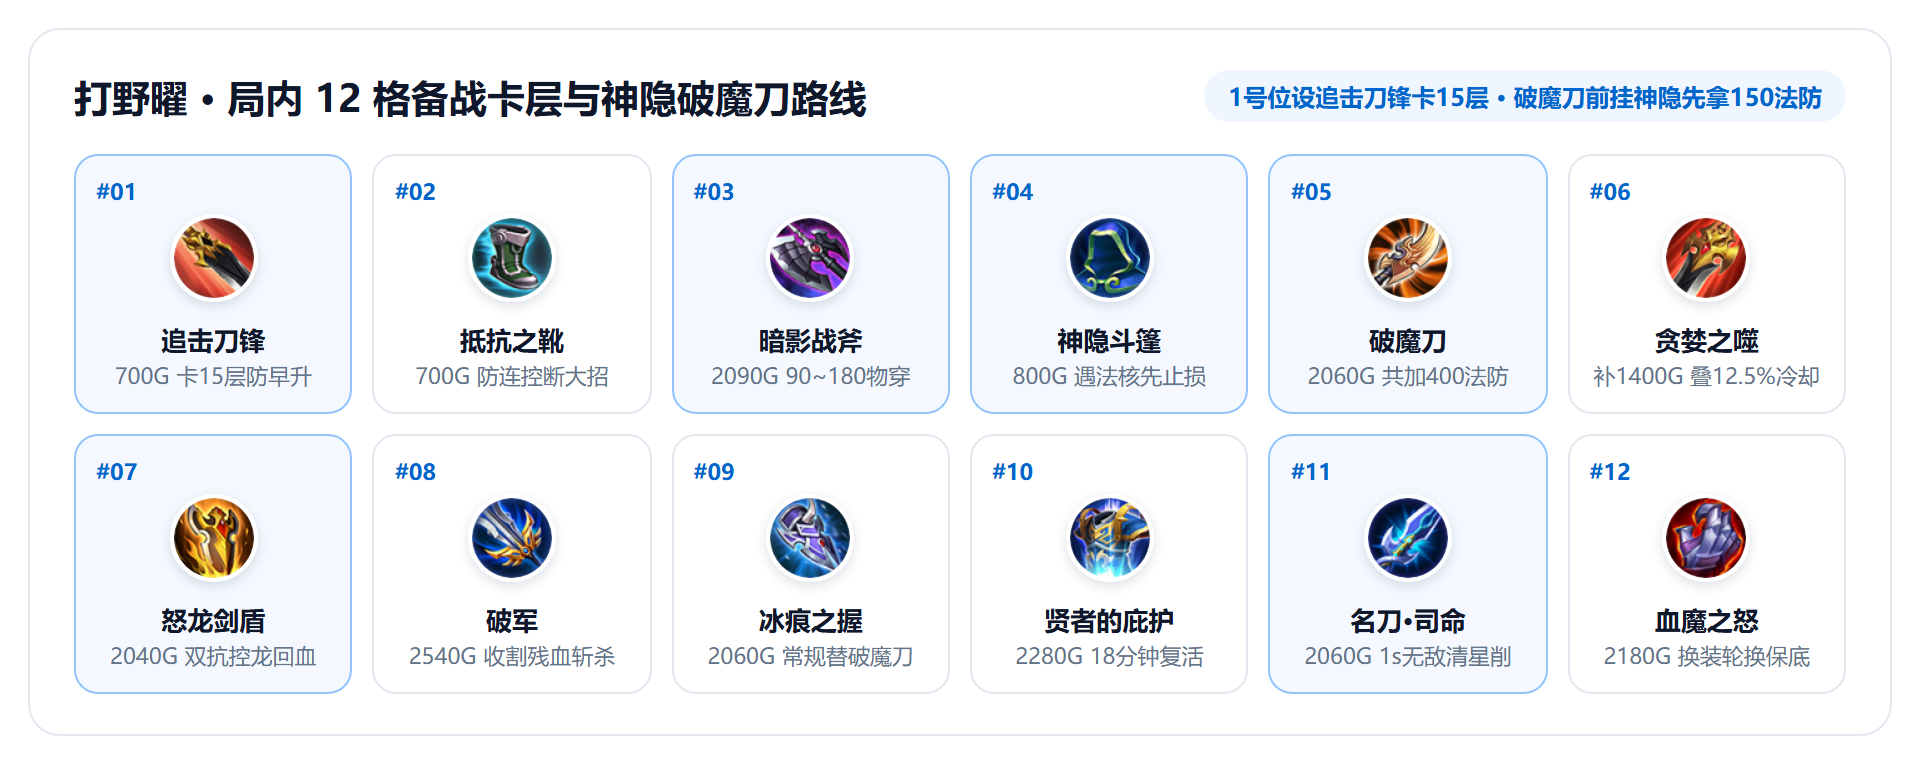 打野曜 • 局内 12 格备战卡层与神隐破魔刀路线
1号位设追击刀锋卡15层 • 破魔刀前挂神隐先拿150法防
#01
追击刀锋
700G 卡15层防早升
#02
抵抗之靴
700G 防连控断大招
#03
暗影战斧
2090G 90~180物穿
#04
神隐斗篷
800G 遇法核先止损
#05
破魔刀
2060G 共加400法防
#06
贪婪之噬
补1400G 叠12.5%冷却
#07
怒龙剑盾
2040G 双抗控龙回血
#08
破军
2540G 收割残血斩杀
#09
冰痕之握
2060G 常规替破魔刀
#10
贤者的庇护
2280G 18分钟复活
#11
名刀•司命
2060G 1s无敌清星削
#12
血魔之怒
2180G 换装轮换保底